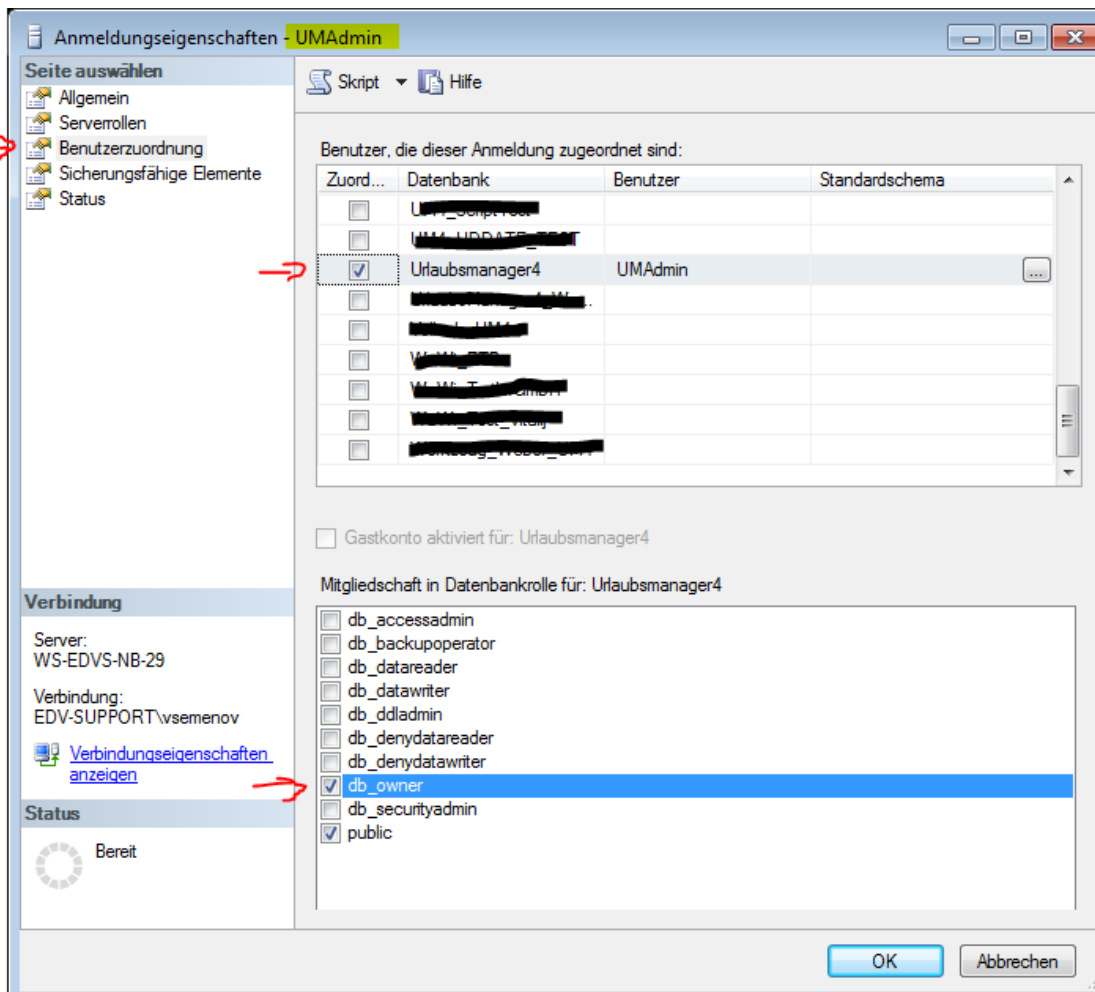 Anmeldungseigenschaften - UMAdmin
Seite auswählen
Allgemein
Serverrollen
Benutzerzuordnung
Sicherungsfähige Elemente
Status
Skript
Hilfe
Benutzer, die dieser Anmeldung zugeordnet sind:
Zuord... Datenbank Benutzer Standardschema
Urlaubsmanager4 UMAdmin ...
Gastkonto aktiviert für: Urlaubsmanager4
Mitgliedschaft in Datenbankrolle für: Urlaubsmanager4
db_accessadmin
db_backupoperator
db_datareader
db_datawriter
db_ddladmin
db_denydatareader
db_denydatawriter
db_owner
db_securityadmin
public
Verbindung
Server:
WS-EDVS-NB-29
Verbindung:
EDV-SUPPORT\vsemenov
Verbindungseigenschaften
anzeigen
Status
Bereit
OK
Abbrechen